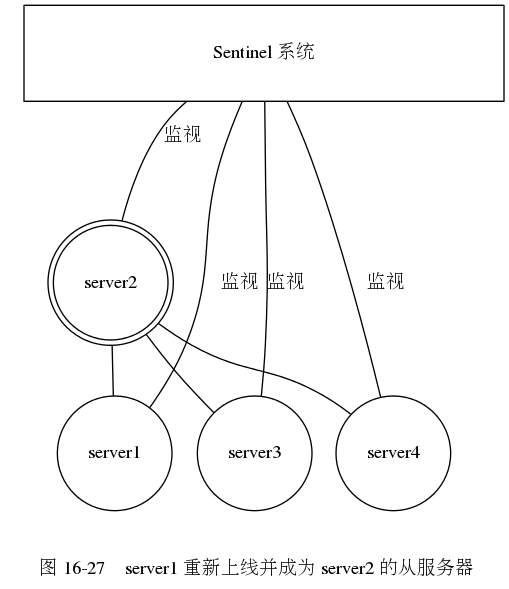 Sentinel 系统
监视
监视 监视 监视
server2
server1 server3 server4
图 16-27 server1 重新上线并成为 server2 的从服务器